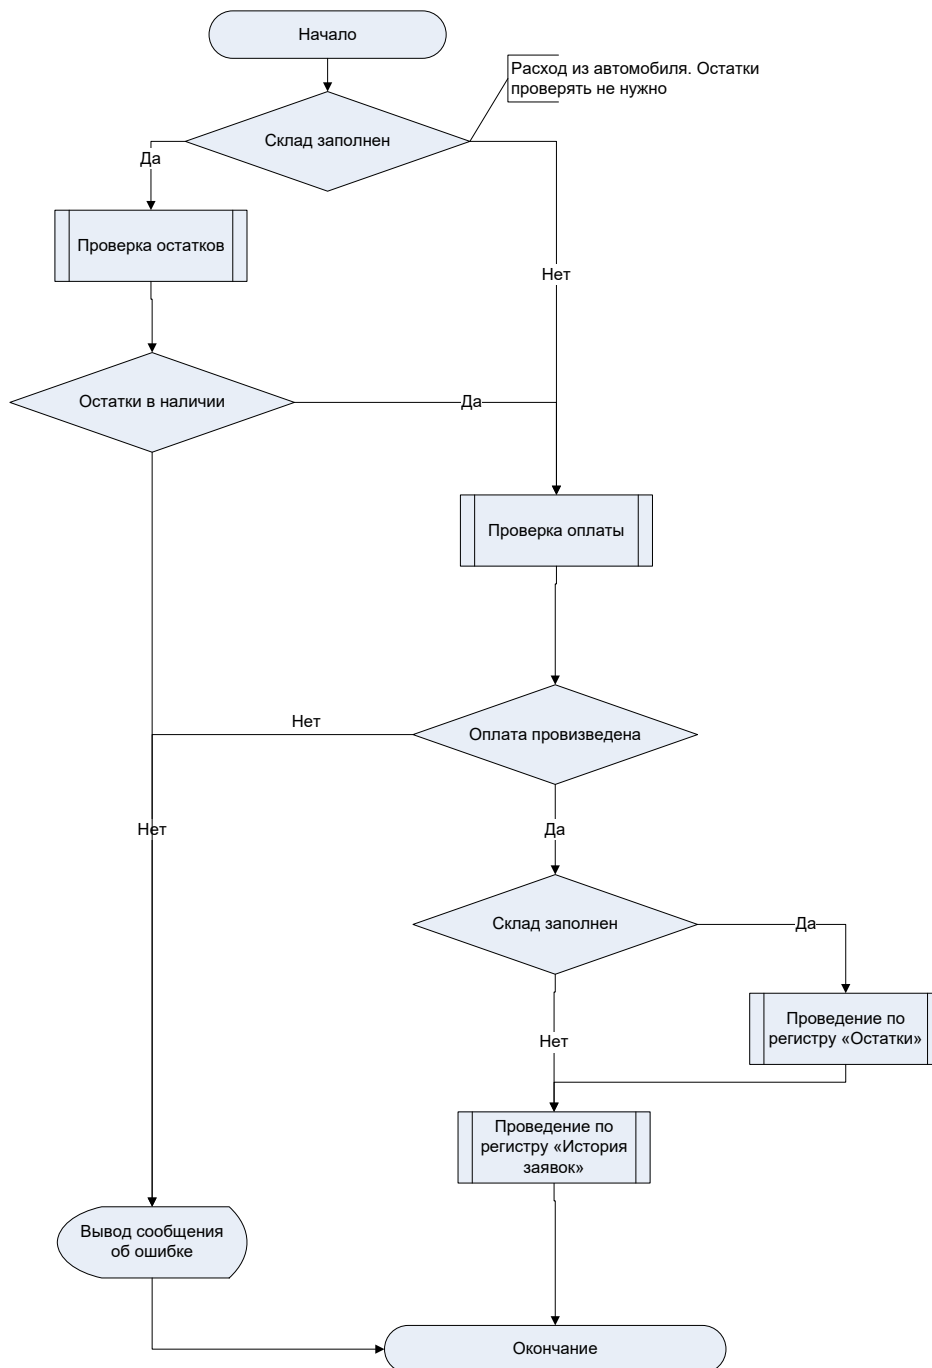 Начало
Расход из автомобиля. Остатки
проверять не нужно
Склад заполнен
Да
Проверка остатков
Нет
Остатки в наличии
Да
Проверка оплаты
Нет
Оплата провизведена
Нет
Да
Склад заполнен
Да
Проведение по
регистру «Остатки»
Нет
Проведение по
регистру «История
заявок»
Вывод сообщения
об ошибке
Окончание